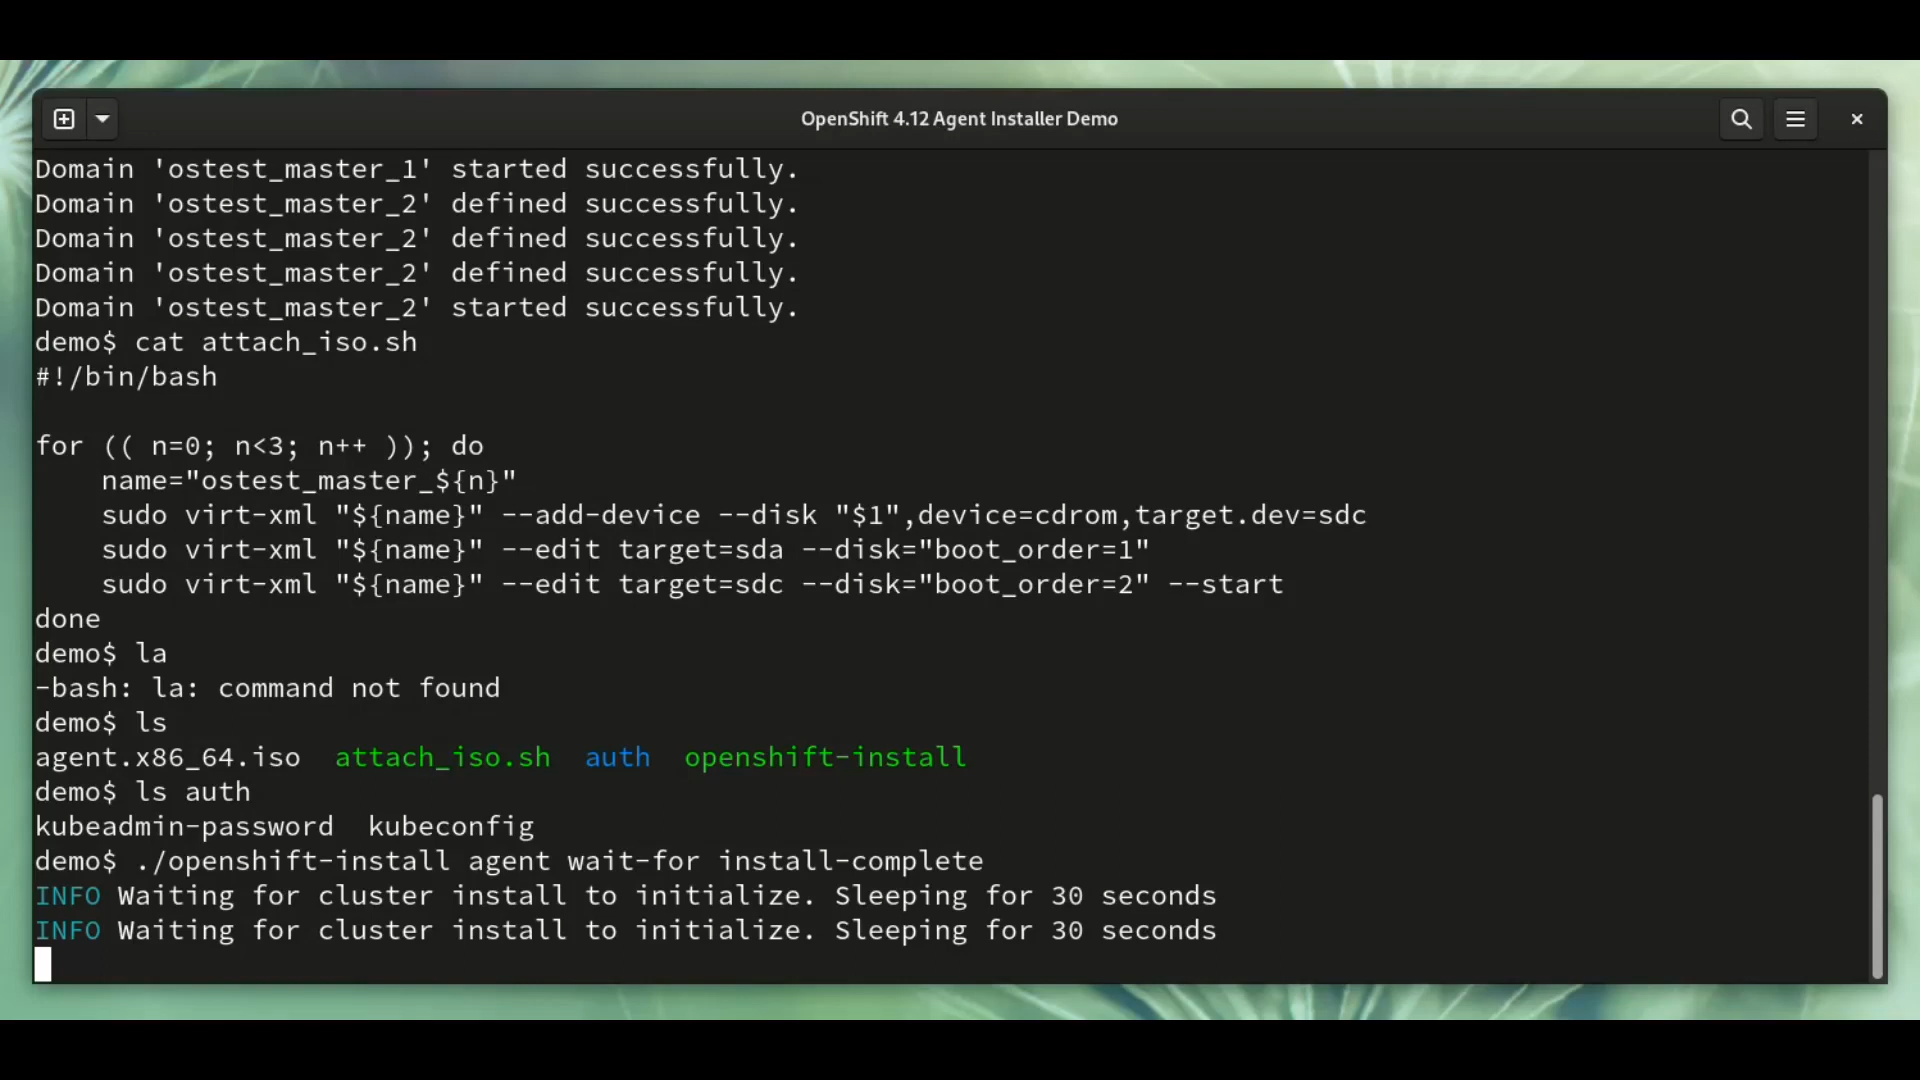 OpenShift 4.12 Agent Installer Demo
Domain 'ostest_master_1' started successfully.
Domain 'ostest_master_2' defined successfully.
Domain 'ostest_master_2' defined successfully.
Domain 'ostest_master_2' defined successfully.
Domain 'ostest_master_2' started successfully.
demo$ cat attach_iso.sh
#!/bin/bash
for (( n=0; n<3; n++ )); do
    name="ostest_master_${n}"
    sudo virt-xml "${name}" --add-device --disk "$1",device=cdrom,target.dev=sdc
    sudo virt-xml "${name}" --edit target=sda --disk="boot_order=1"
    sudo virt-xml "${name}" --edit target=sdc --disk="boot_order=2" --start
done
demo$ la
-bash: la: command not found
demo$ ls
agent.x86_64.iso  attach_iso.sh  auth  openshift-install
demo$ ls auth
kubeadmin-password  kubeconfig
demo$ ./openshift-install agent wait-for install-complete
INFO Waiting for cluster install to initialize. Sleeping for 30 seconds
INFO Waiting for cluster install to initialize. Sleeping for 30 seconds